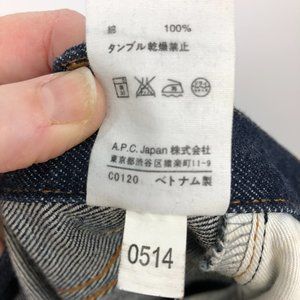 綿 100%
タンブル乾燥禁止
A.P.C. Japan 株式会社
東京都渋谷区猿楽町11-9
C0120 ベトナム製
0514